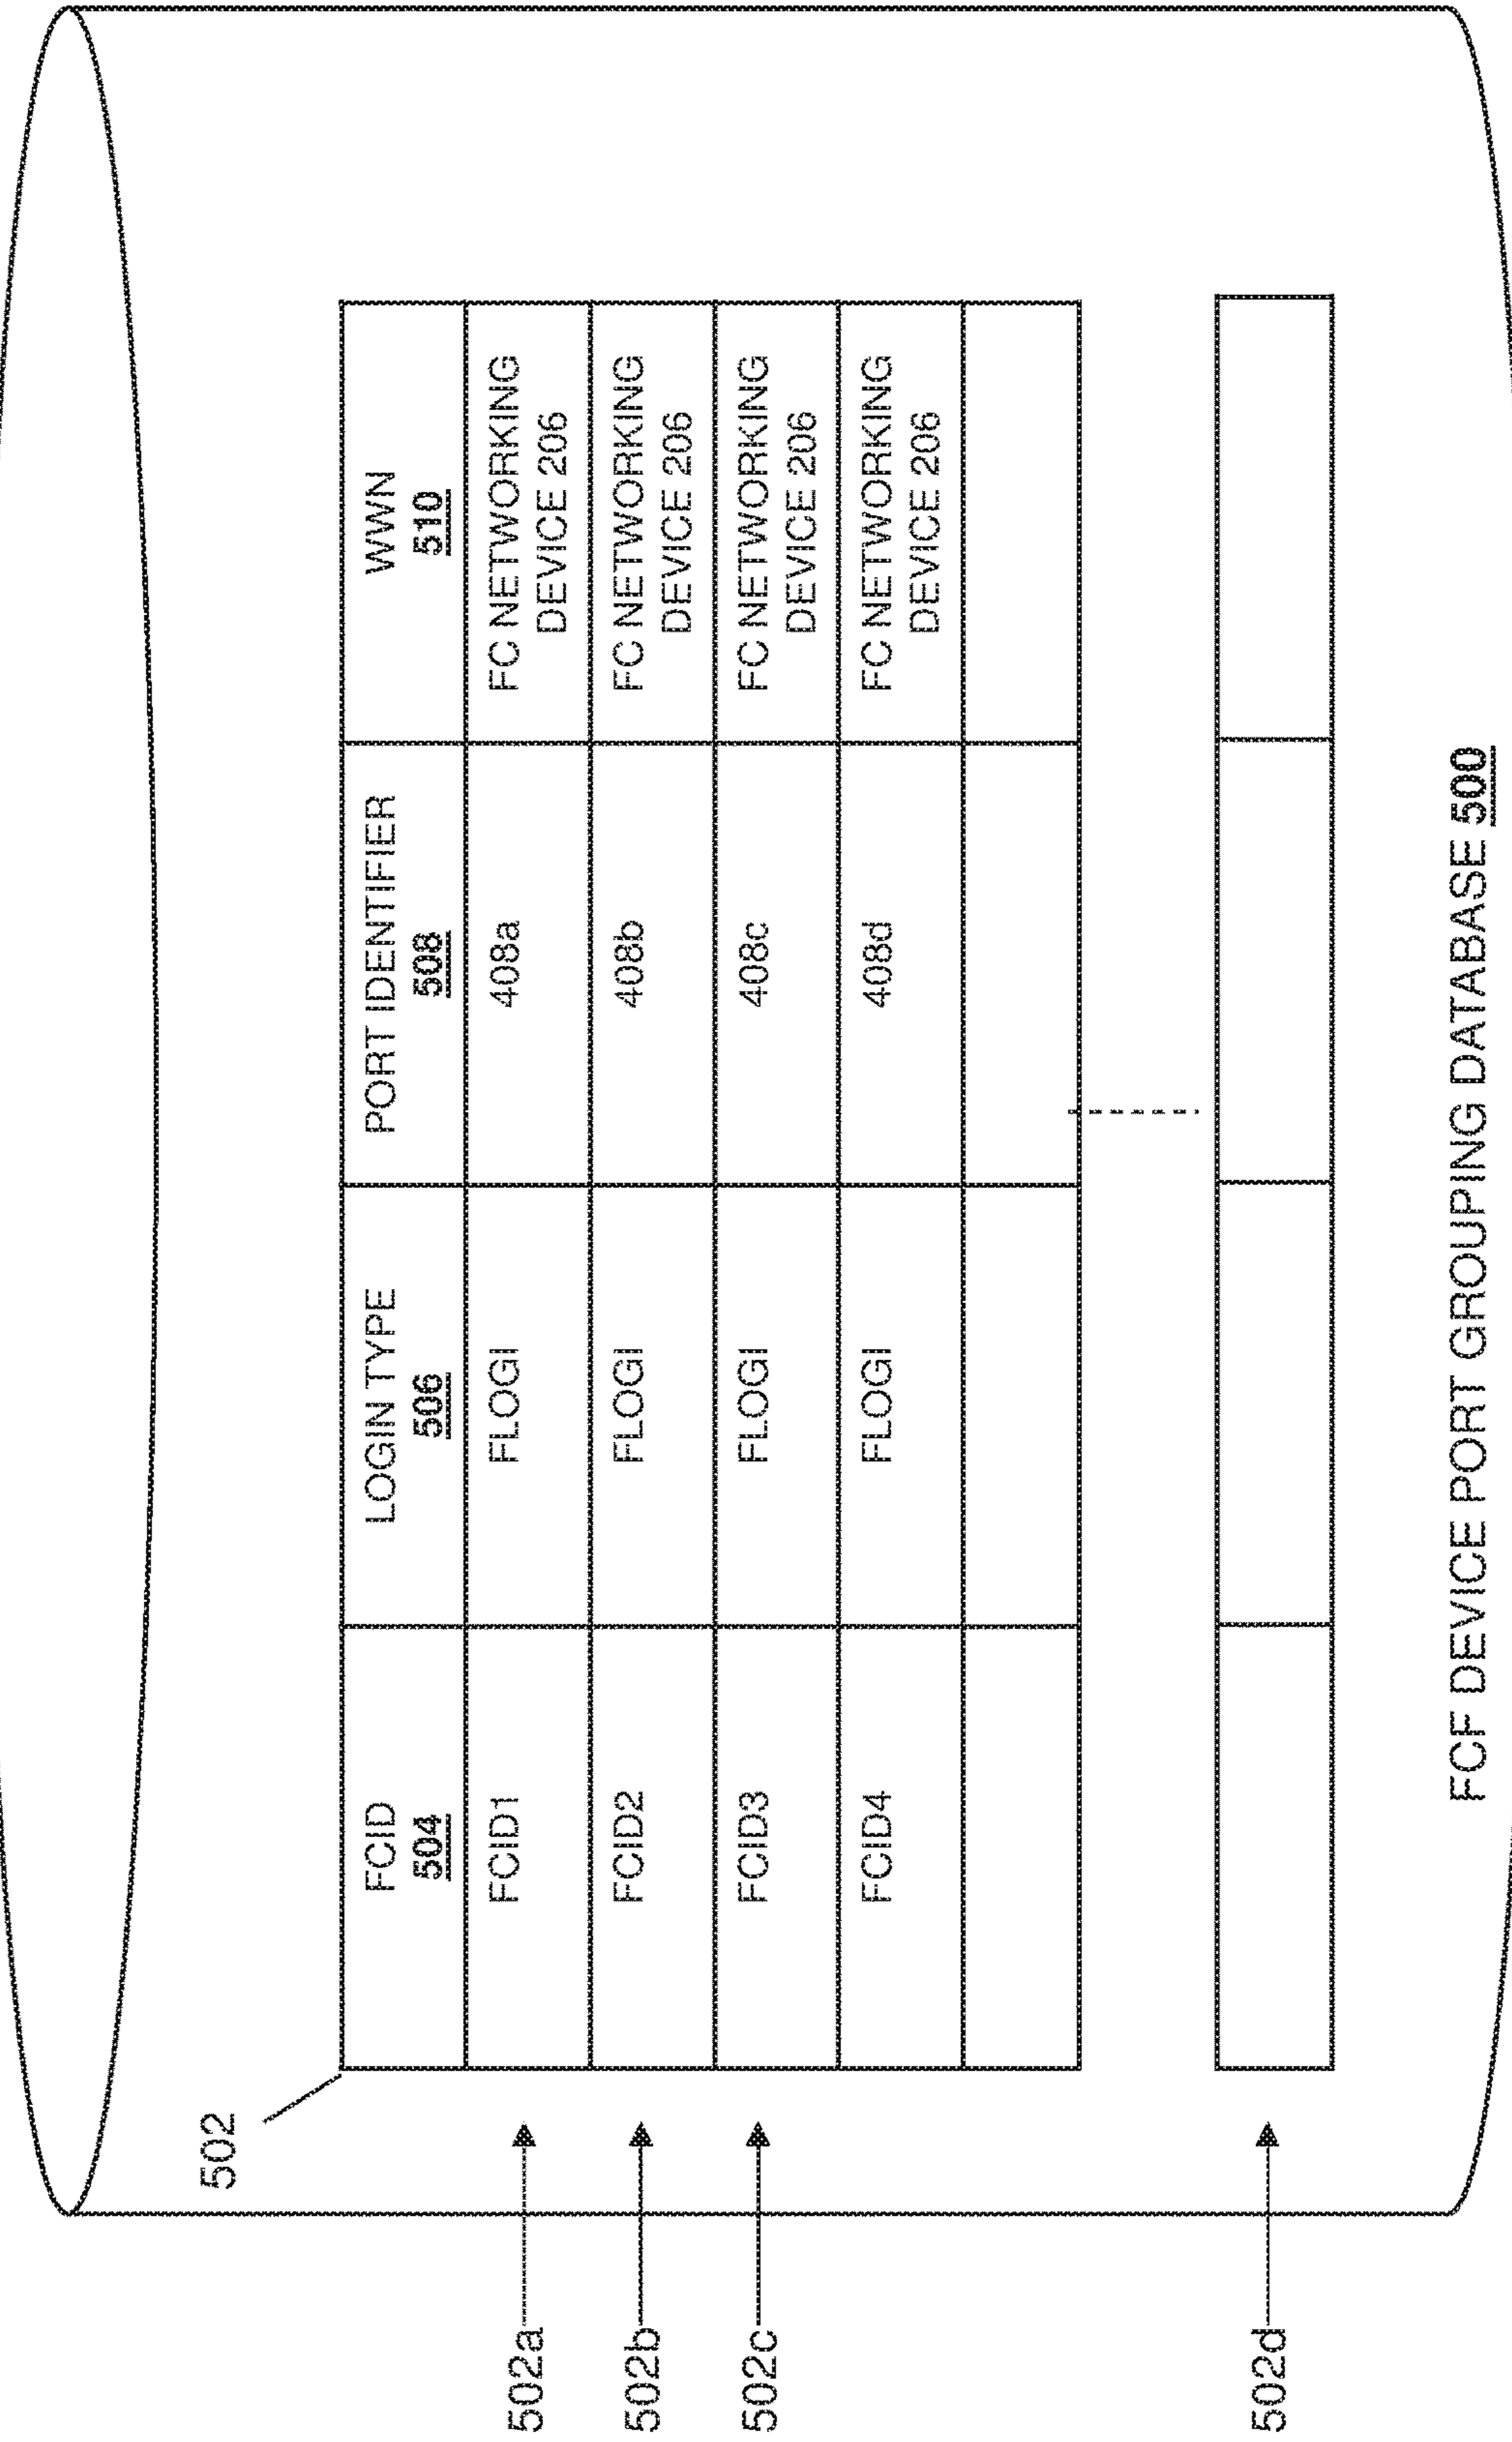 502
FCID
504
LOGIN TYPE
506
PORT IDENTIFIER
508
WWN
510
502a
FCID1
FLOGI
408a
FC NETWORKING
DEVICE 206
502b
FCID2
FLOGI
408b
FC NETWORKING
DEVICE 206
502c
FCID3
FLOGI
408c
FC NETWORKING
DEVICE 206
FCID4
FLOGI
408d
FC NETWORKING
DEVICE 206
502d
FCF DEVICE PORT GROUPING DATABASE 500